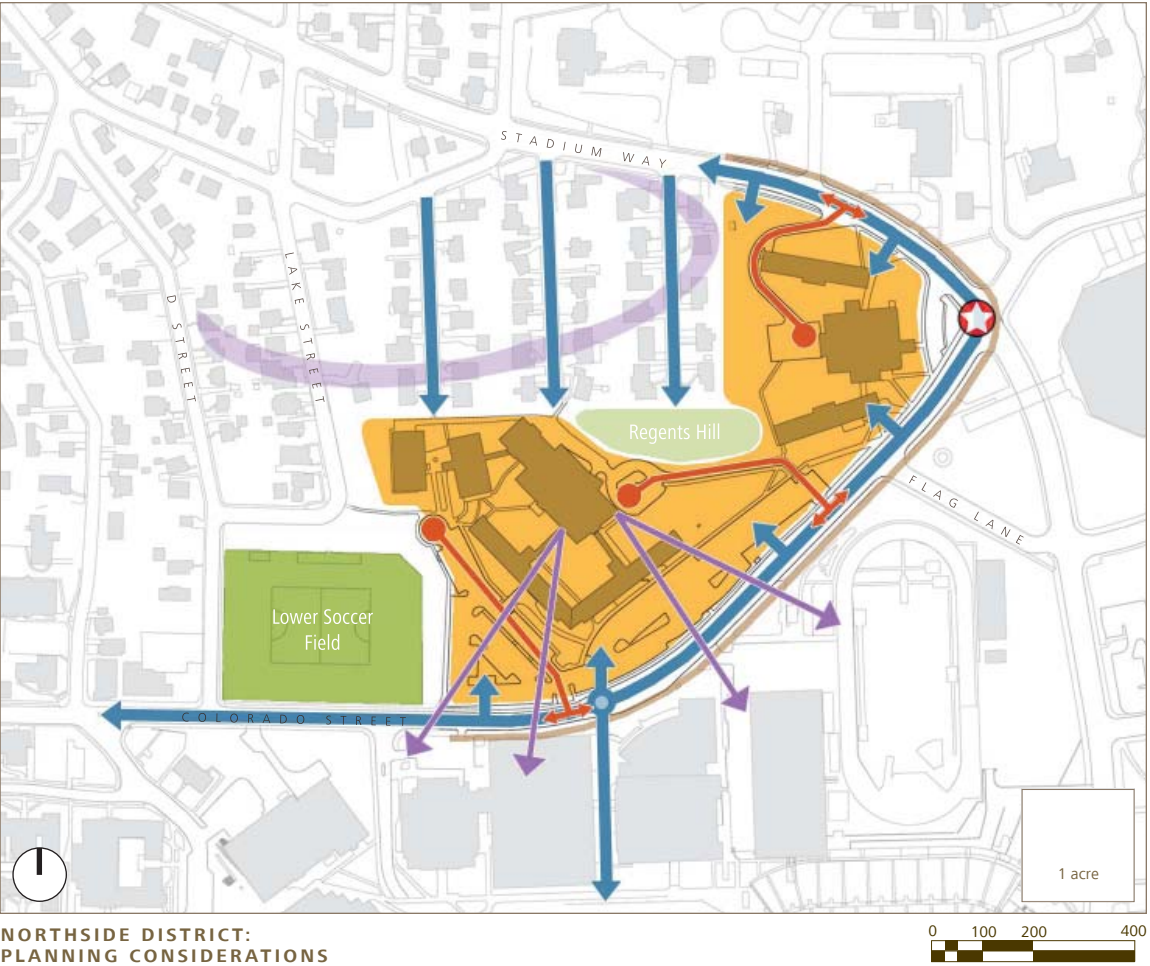 STADIUM WAY
LAKE STREET
D STREET
Regents Hill
FLAG LANE
Lower Soccer
Field
COLORADO STREET
1 acre
NORTHSIDE DISTRICT:
PLANNING CONSIDERATIONS
0 100 200 400